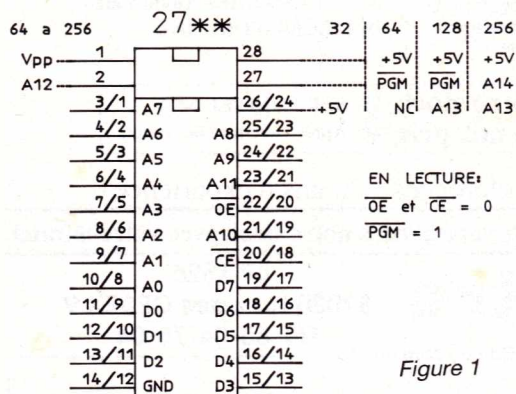 64 a 256 27** 32 64 128 256
Vpp 1 28 +5V +5V +5V
A12 2 27 PGM PGM A14
3/1 A7 26/24 +5V NC A13 A13
4/2 A6 A8 25/23
5/3 A5 A9 24/22
6/4 A4 A11 23/21 EN LECTURE:
7/5 A3 OE 22/20 OE et CE = 0
8/6 A2 A10 21/19 PGM = 1
9/7 A1 CE 20/18
10/8 A0 D7 19/17
11/9 D0 D6 18/16
12/10 D1 D5 17/15
13/11 D2 D4 16/14
14/12 GND D3 15/13
Figure 1